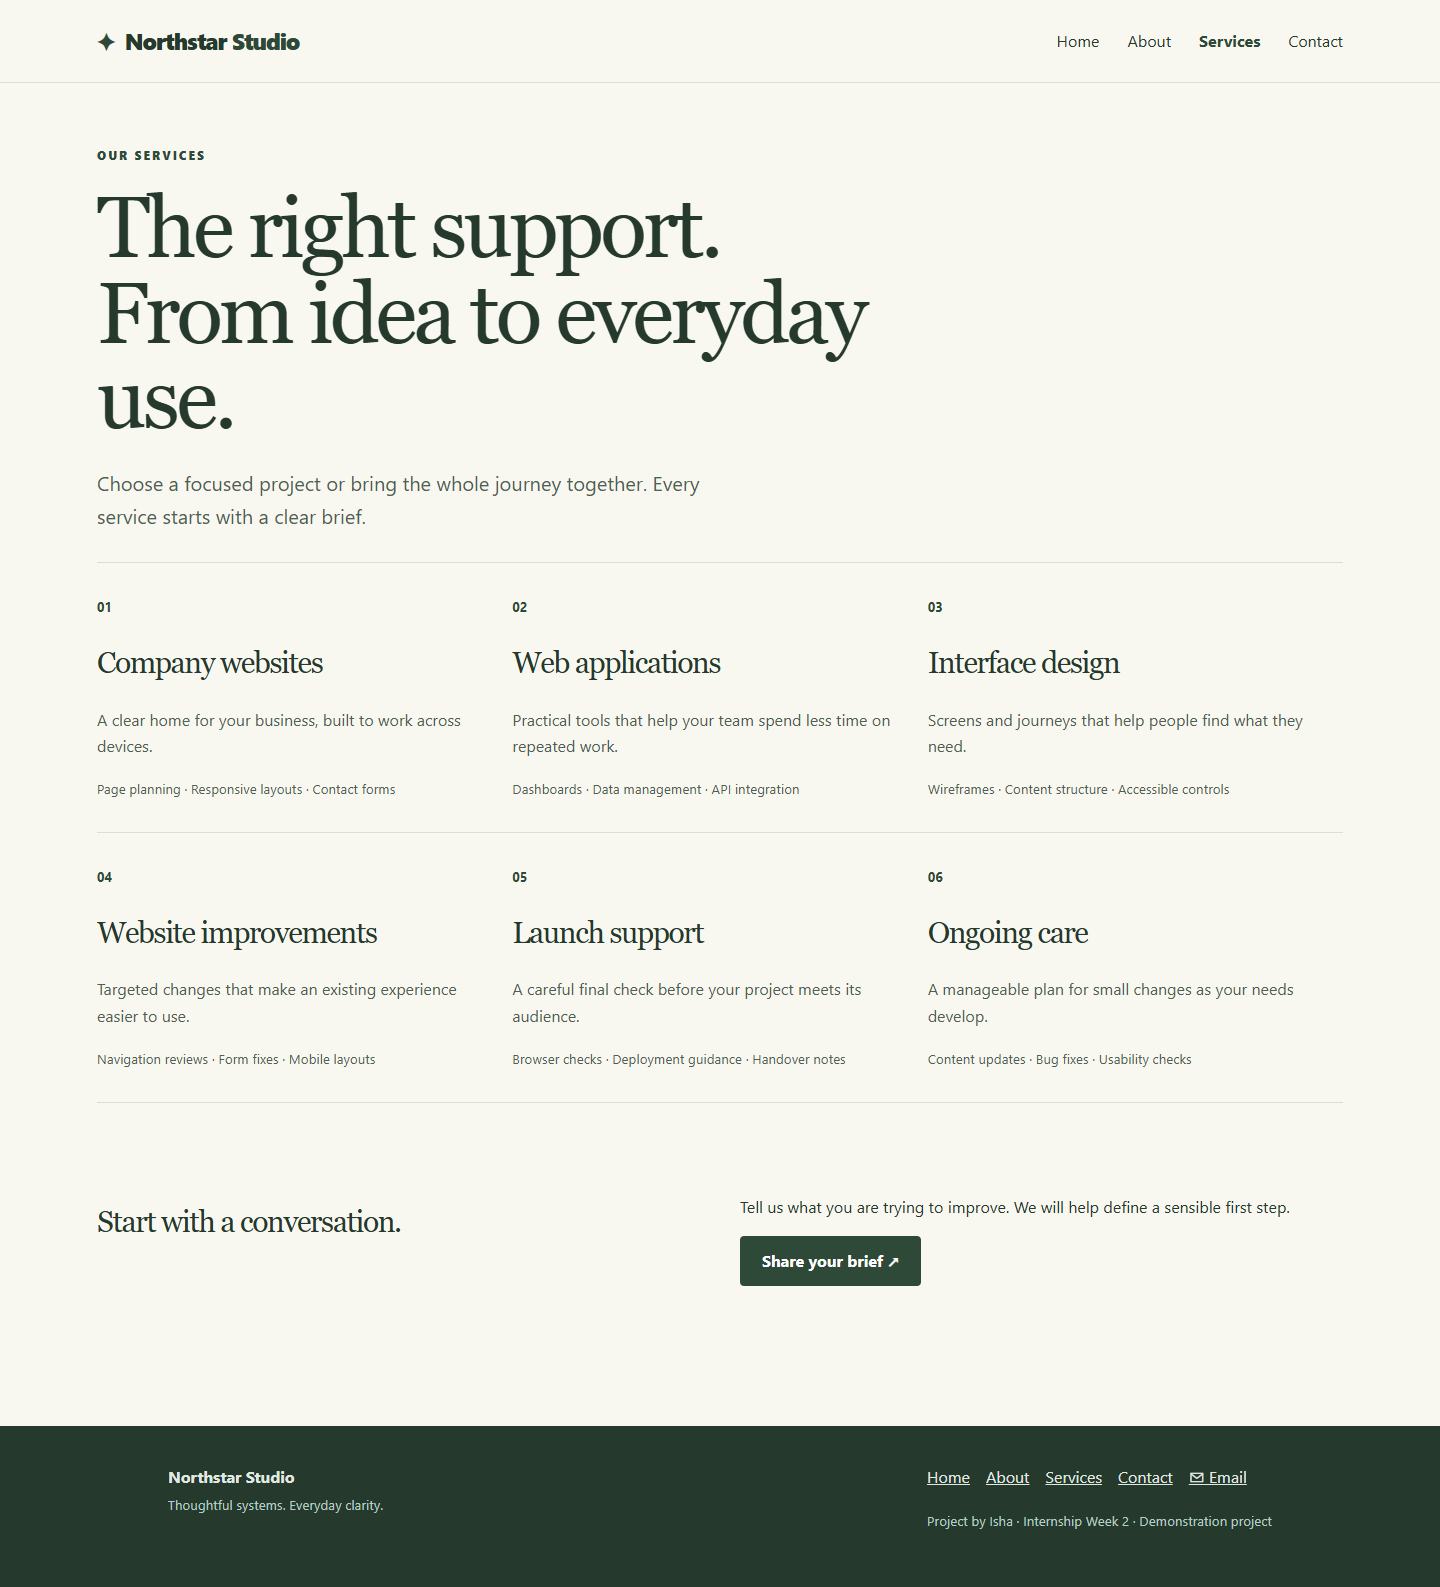 ✦ Northstar Studio
Home About Services Contact
OUR SERVICES
The right support.
From idea to everyday
use.
Choose a focused project or bring the whole journey together. Every
service starts with a clear brief.
01
Company websites
A clear home for your business, built to work across
devices.
Page planning · Responsive layouts · Contact forms
02
Web applications
Practical tools that help your team spend less time on
repeated work.
Dashboards · Data management · API integration
03
Interface design
Screens and journeys that help people find what they
need.
Wireframes · Content structure · Accessible controls
04
Website improvements
Targeted changes that make an existing experience
easier to use.
Navigation reviews · Form fixes · Mobile layouts
05
Launch support
A careful final check before your project meets its
audience.
Browser checks · Deployment guidance · Handover notes
06
Ongoing care
A manageable plan for small changes as your needs
develop.
Content updates · Bug fixes · Usability checks
Start with a conversation.
Tell us what you are trying to improve. We will help define a sensible first step.
Share your brief ↗
Northstar Studio
Thoughtful systems. Everyday clarity.
Home About Services Contact Email
Project by Isha · Internship Week 2 · Demonstration project